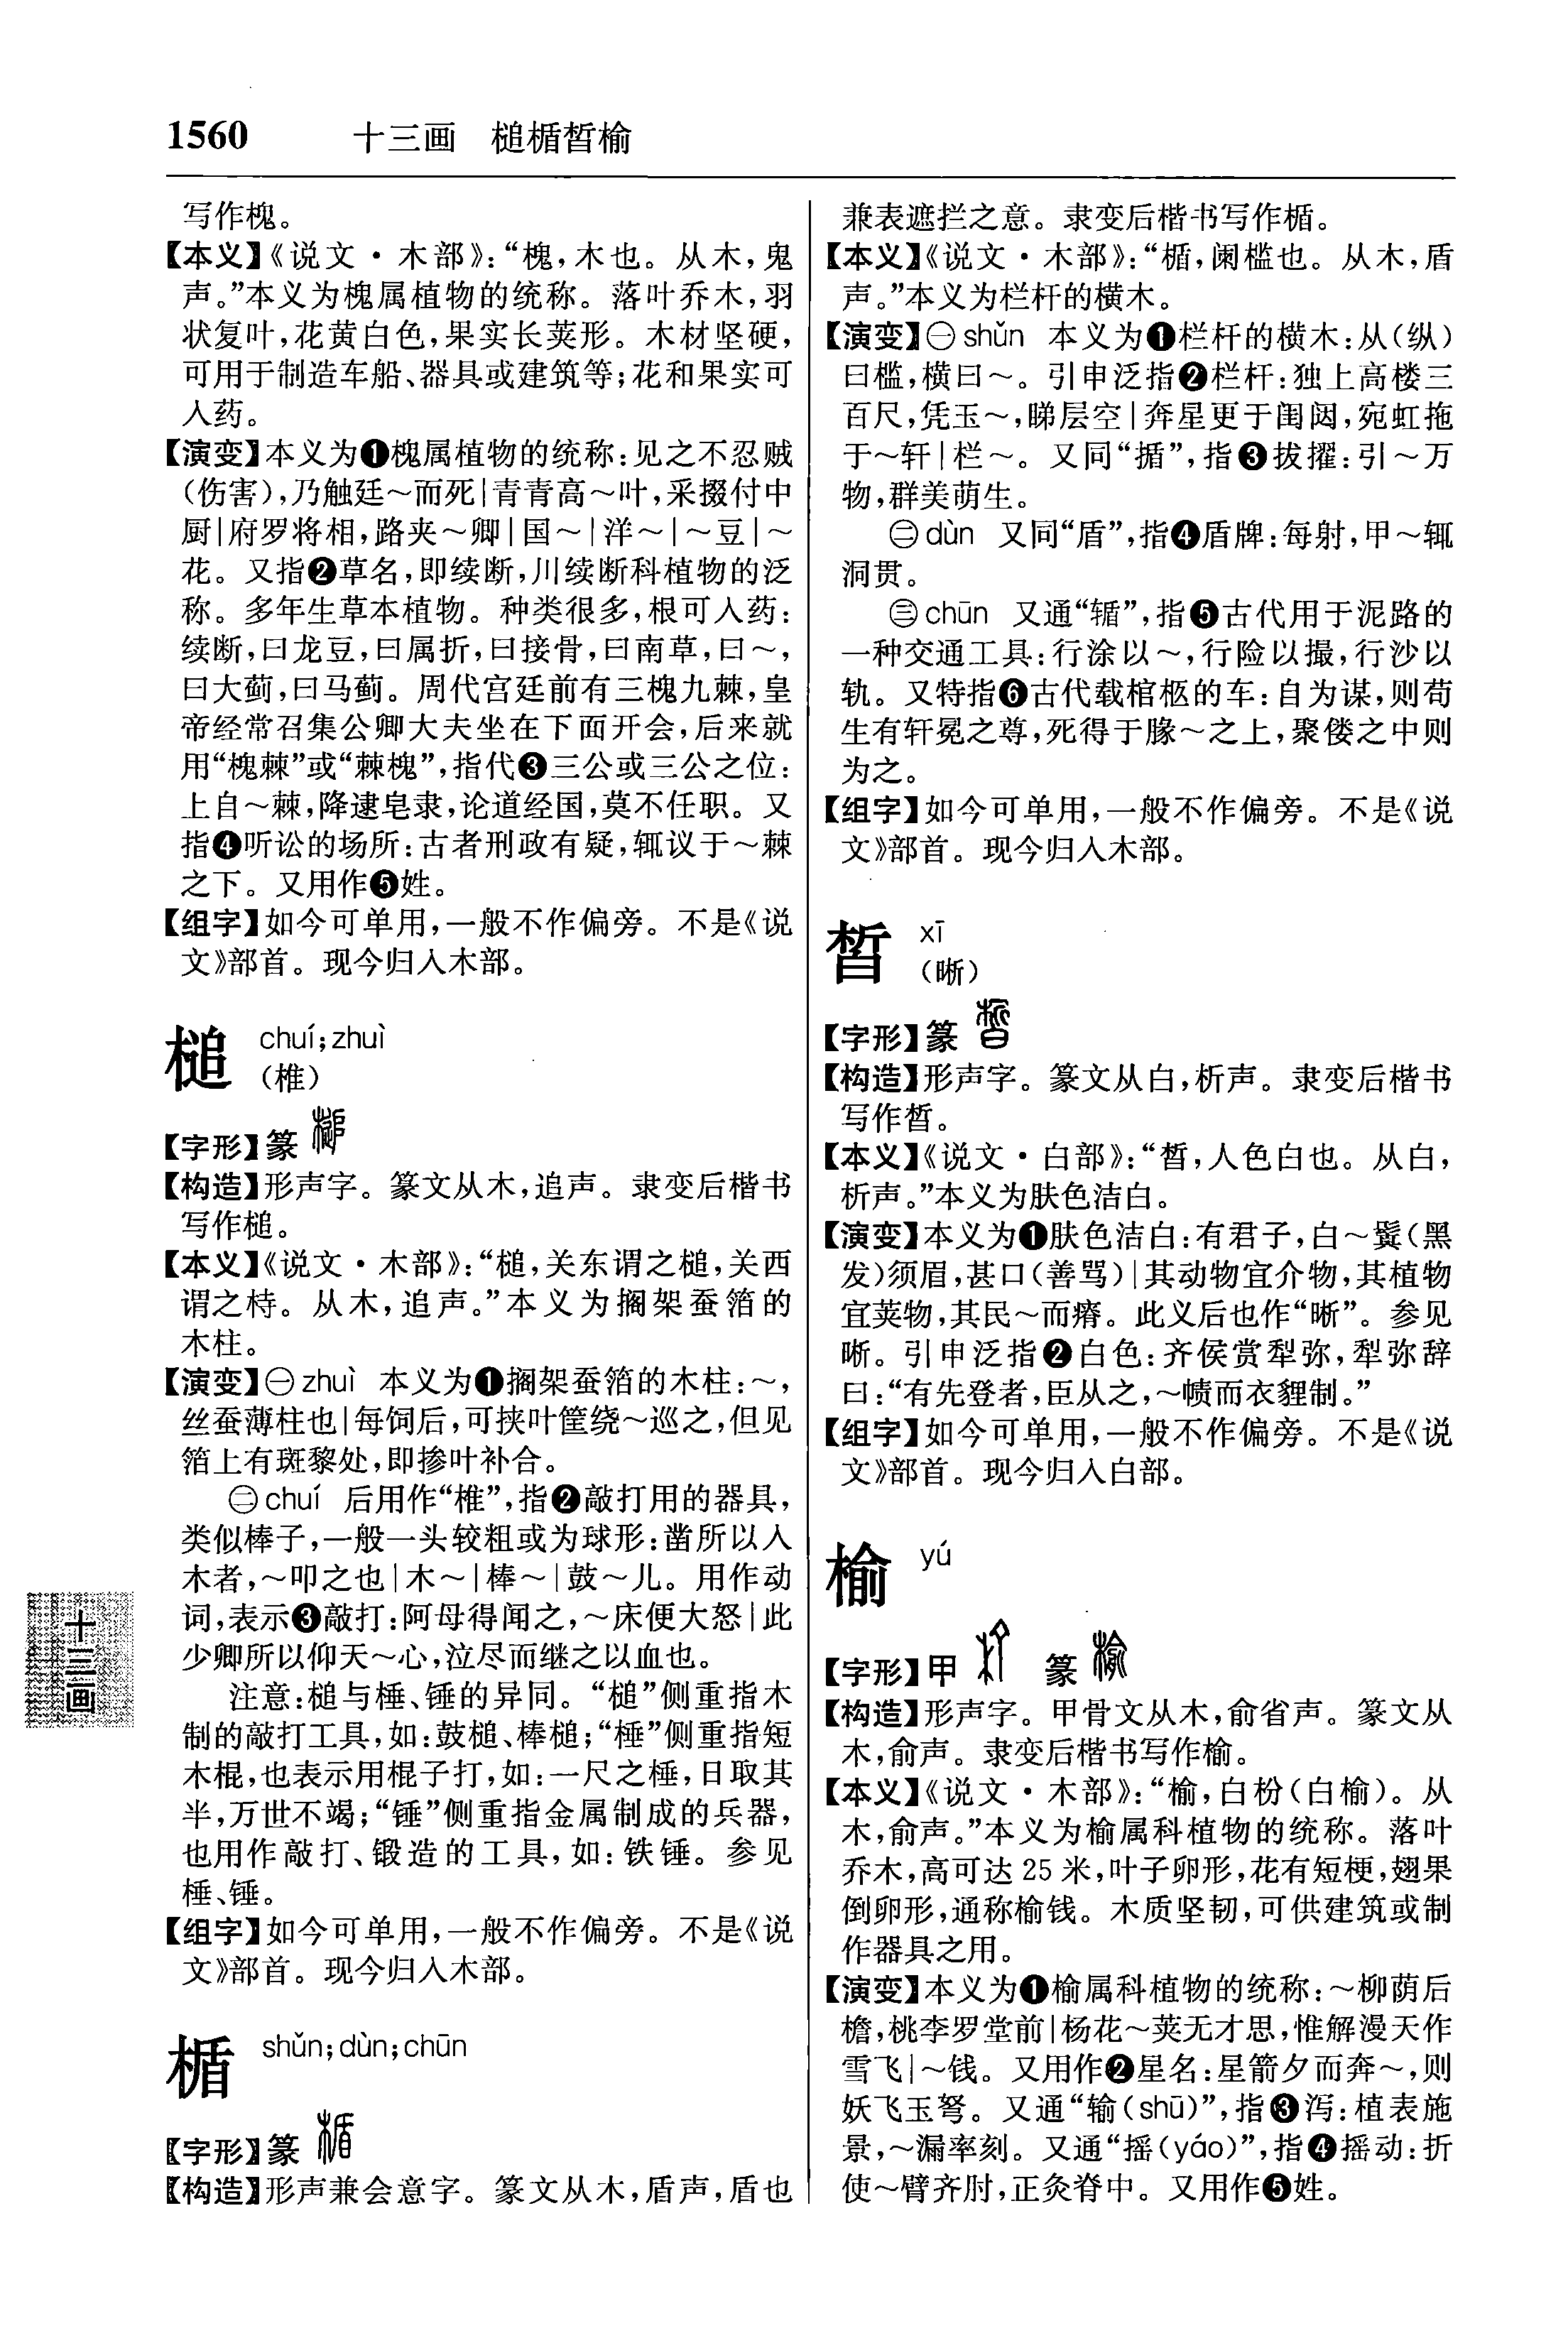 1560 十三画 槌楯皙榆
写作槐。
【本义】《说文·木部》：“槐，木也。从木，鬼
声。”本义为槐属植物的统称。落叶乔木，羽
状复叶，花黄白色，果实长荚形。木材坚硬，
可用于制造车船、器具或建筑等；花和果实可
入药。
【演变】本义为❶槐属植物的统称：见之不忍贼
（伤害），乃触廷～而死|青青高～叶，采掇付中
厨|府罗将相，路夹～卿|国～|洋～|～豆|～
花。又指❷草名，即续断，川续断科植物的泛
称。多年生草本植物。种类很多，根可入药：
续断，曰龙豆，曰属折，曰接骨，曰南草，曰～，
曰大蓟，曰马蓟。周代宫廷前有三槐九棘，皇
帝经常召集公卿大夫坐在下面开会，后来就
用“槐棘”或“棘槐”，指代❸三公或三公之位：
上自～棘，降逮皂隶，论道经国，莫不任职。又
指❹听讼的场所：古者刑政有疑，辄议于～棘
之下。又用作❺姓。
【组字】如今可单用，一般不作偏旁。不是《说
文》部首。现今归入木部。
槌 chuí；zhuì
（椎）
【字形】篆
【构造】形声字。篆文从木，追声。隶变后楷书
写作槌。
【本义】《说文·木部》：“槌，关东谓之槌，关西
谓之㭙。从木，追声。”本义为搁架蚕箔的
木柱。
【演变】㊀zhuì 本义为❶搁架蚕箔的木柱：～，
丝蚕薄柱也|每饲后，可挟叶筐绕～巡之，但见
箔上有斑黎处，即掺叶补合。
㊁chuí 后用作“椎”，指❷敲打用的器具，
类似棒子，一般一头较粗或为球形：凿所以入
木者，～叩之也|木～|棒～|鼓～儿。用作动
词，表示❸敲打：阿母得闻之，～床便大怒|此
少卿所以仰天～心，泣尽而继之以血也。
注意：槌与棰、锤的异同。“槌”侧重指木
制的敲打工具，如：鼓槌、棒槌；“棰”侧重指短
木棍，也表示用棍子打，如：一尺之棰，日取其
半，万世不竭；“锤”侧重指金属制成的兵器，
也用作敲打、锻造的工具，如：铁锤。参见
棰、锤。
【组字】如今可单用，一般不作偏旁。不是《说
文》部首。现今归入木部。
楯 shǔn；dùn；chūn
【字形】篆
【构造】形声兼会意字。篆文从木，盾声，盾也
兼表遮拦之意。隶变后楷书写作楯。
【本义】《说文·木部》：“楯，阑槛也。从木，盾
声。”本义为栏杆的横木。
【演变】㊀shǔn 本义为❶栏杆的横木：从（纵）
曰槛，横曰～。引申泛指❷栏杆：独上高楼三
百尺，凭玉～，睇层空|奔星更于闺闼，宛虹拖
于～轩|栏～。又同“揗”，指❸拔擢：引～万
物，群美萌生。
㊁dùn 又同“盾”，指❹盾牌：每射，甲～辄
洞贯。
㊂chūn 又通“輴”，指❺古代用于泥路的
一种交通工具：行涂以～，行险以撮，行沙以
轨。又特指❻古代载棺柩的车：自为谋，则苟
生有轩冕之尊，死得于腞～之上，聚偻之中则
为之。
【组字】如今可单用，一般不作偏旁。不是《说
文》部首。现今归入木部。
皙 xī
（晰）
【字形】篆
【构造】形声字。篆文从白，析声。隶变后楷书
写作皙。
【本义】《说文·白部》：“皙，人色白也。从白，
析声。”本义为肤色洁白。
【演变】本义为❶肤色洁白：有君子，白～鬒（黑
发）须眉，甚口（善骂）|其动物宜介物，其植物
宜荚物，其民～而瘠。此义后也作“晰”。参见
晰。引申泛指❷白色：齐侯赏犁弥，犁弥辞
曰：“有先登者，臣从之，～帻而衣貍制。”
【组字】如今可单用，一般不作偏旁。不是《说
文》部首。现今归入白部。
榆 yú
【字形】甲 篆
【构造】形声字。甲骨文从木，俞省声。篆文从
木，俞声。隶变后楷书写作榆。
【本义】《说文·木部》：“榆，白枌（白榆）。从
木，俞声。”本义为榆属科植物的统称。落叶
乔木，高可达25米，叶子卵形，花有短梗，翅果
倒卵形，通称榆钱。木质坚韧，可供建筑或制
作器具之用。
【演变】本义为❶榆属科植物的统称：～柳荫后
檐，桃李罗堂前|杨花～荚无才思，惟解漫天作
雪飞|～钱。又用作❷星名：星箭夕而奔～，则
妖飞玉弩。又通“输（shū）”，指❸泻：植表施
景，～漏率刻。又通“摇（yáo）”，指❹摇动：折
使～臂齐肘，正灸脊中。又用作❺姓。
十三画